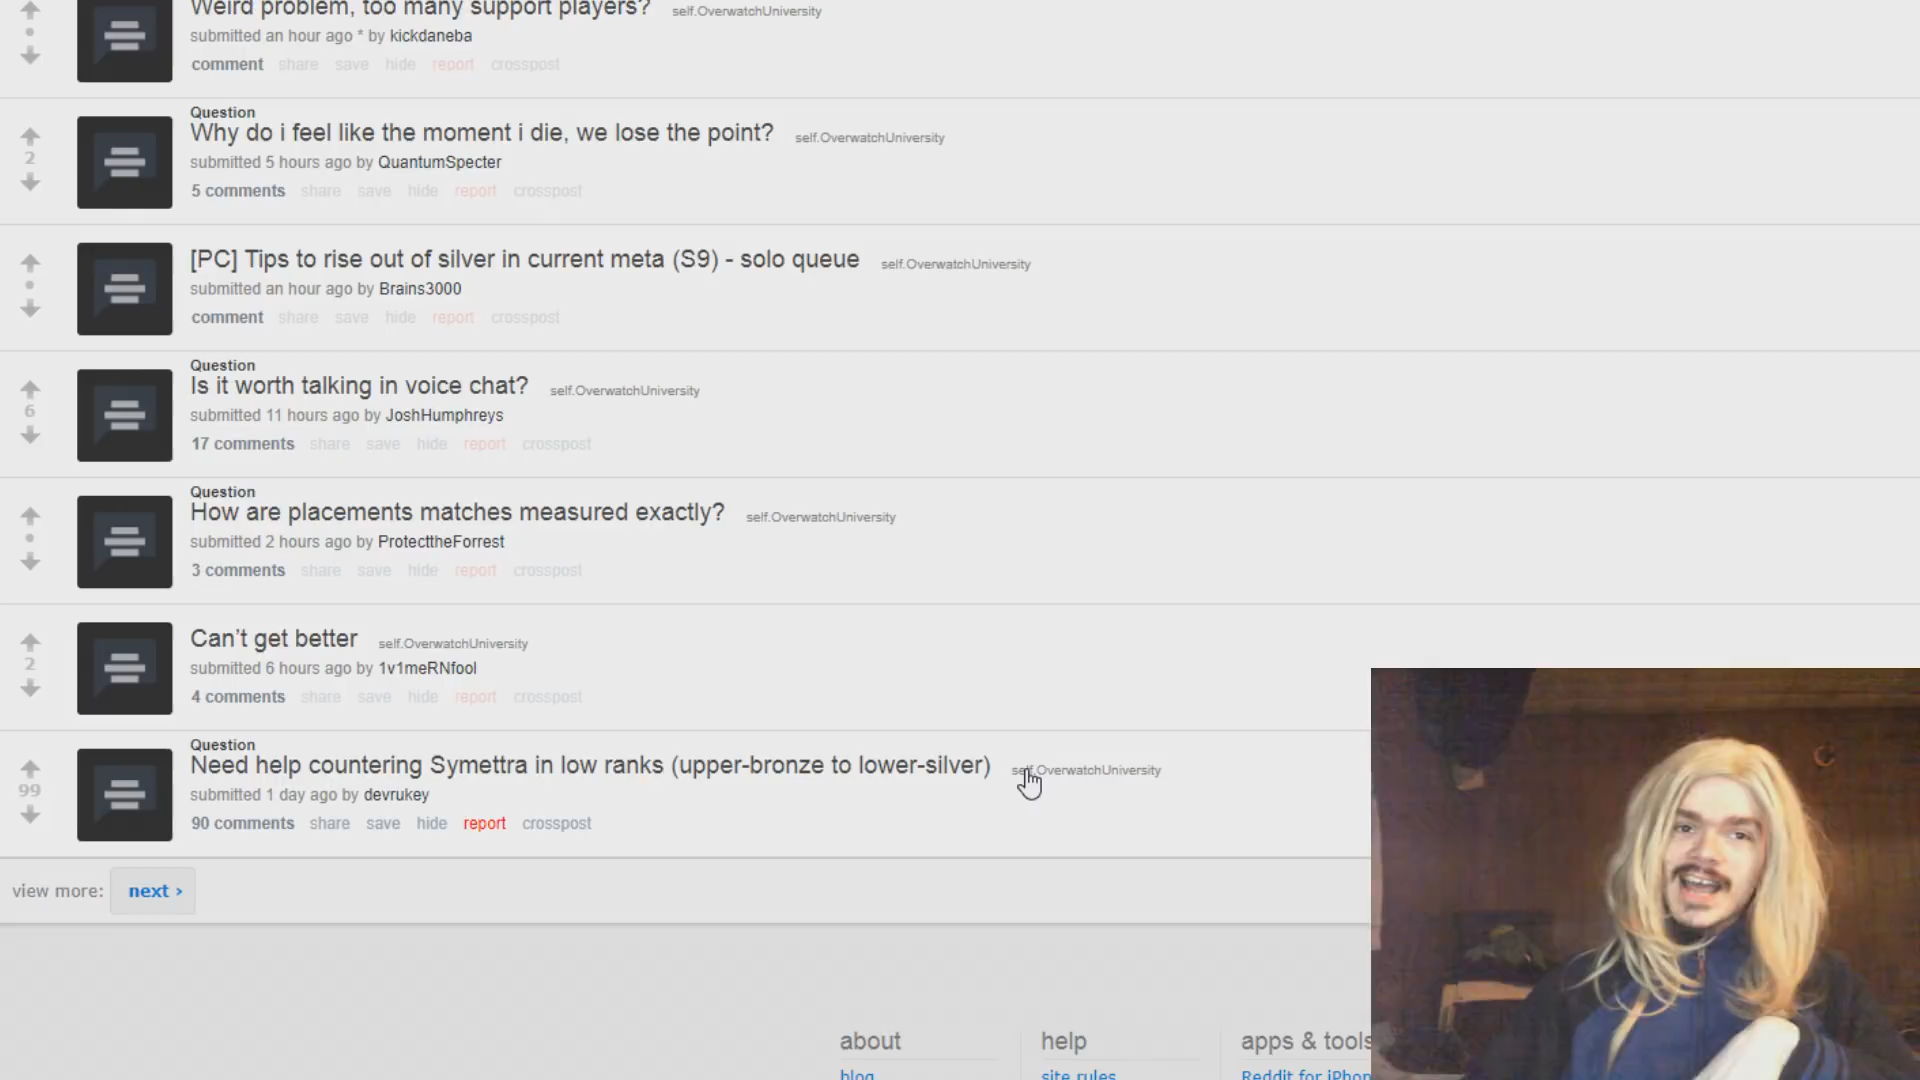 Weird problem, too many support players? self.OverwatchUniversity
submitted an hour ago * by kickdaneba
comment share save hide report crosspost
Question
Why do i feel like the moment i die, we lose the point? self.OverwatchUniversity
2
submitted 5 hours ago by QuantumSpecter
5 comments share save hide report crosspost
[PC] Tips to rise out of silver in current meta (S9) - solo queue self.OverwatchUniversity
submitted an hour ago by Brains3000
comment share save hide report crosspost
Question
Is it worth talking in voice chat? self.OverwatchUniversity
6
submitted 11 hours ago by JoshHumphreys
17 comments share save hide report crosspost
Question
How are placements matches measured exactly? self.OverwatchUniversity
submitted 2 hours ago by ProtecttheForrest
3 comments share save hide report crosspost
Can't get better self.OverwatchUniversity
2
submitted 6 hours ago by 1v1meRNfool
4 comments share save hide report crosspost
Question
Need help countering Symettra in low ranks (upper-bronze to lower-silver) self.OverwatchUniversity
99
submitted 1 day ago by devrukey
90 comments share save hide report crosspost
view more: next ›
about help apps & tools
blog site rules Reddit for iPhon